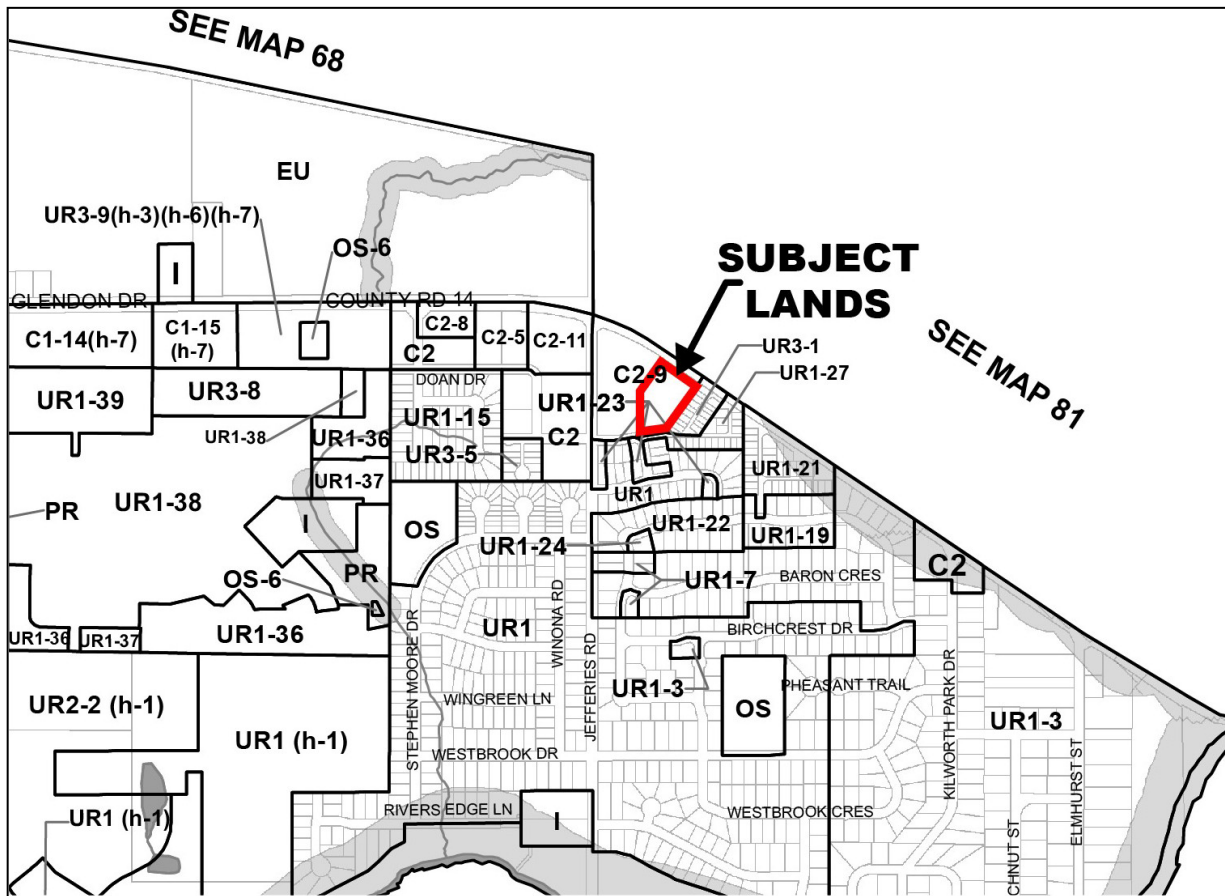 SEE MAP 68
EU
UR3-9(h-3)(h-6)(h-7)
OS-6
I
SUBJECT
LANDS
GLENDON DR
COUNTY RD 14
SEE MAP 81
C1-14(h-7)
C1-15
(h-7)
C2-8
C2
C2-5
C2-11
C2-9
UR3-1
UR1-27
UR1-39
UR3-8
DOAN DR
UR1-23
UR1-38
UR1-15
UR1-36
C2
UR3-5
UR1-37
UR1-21
UR1
UR1-38
PR
I
OS
UR1-22
UR1-19
UR1-24
PR
OS-6
C2
BARON CRES
UR1-7
UR1-36
UR1-37
UR1-36
UR1
WINONA RD
JEFFERIES RD
STEPHEN MOORE DR
BIRCHCREST DR
UR1-3
PHEASANT TRAIL
KILWORTH PARK DR
WINGREEN LN
OS
UR1-3
UR2-2 (h-1)
UR1 (h-1)
WESTBROOK DR
ELMHURST ST
UR1 (h-1)
RIVERS EDGE LN
I
WESTBROOK CRES
CHNUT ST